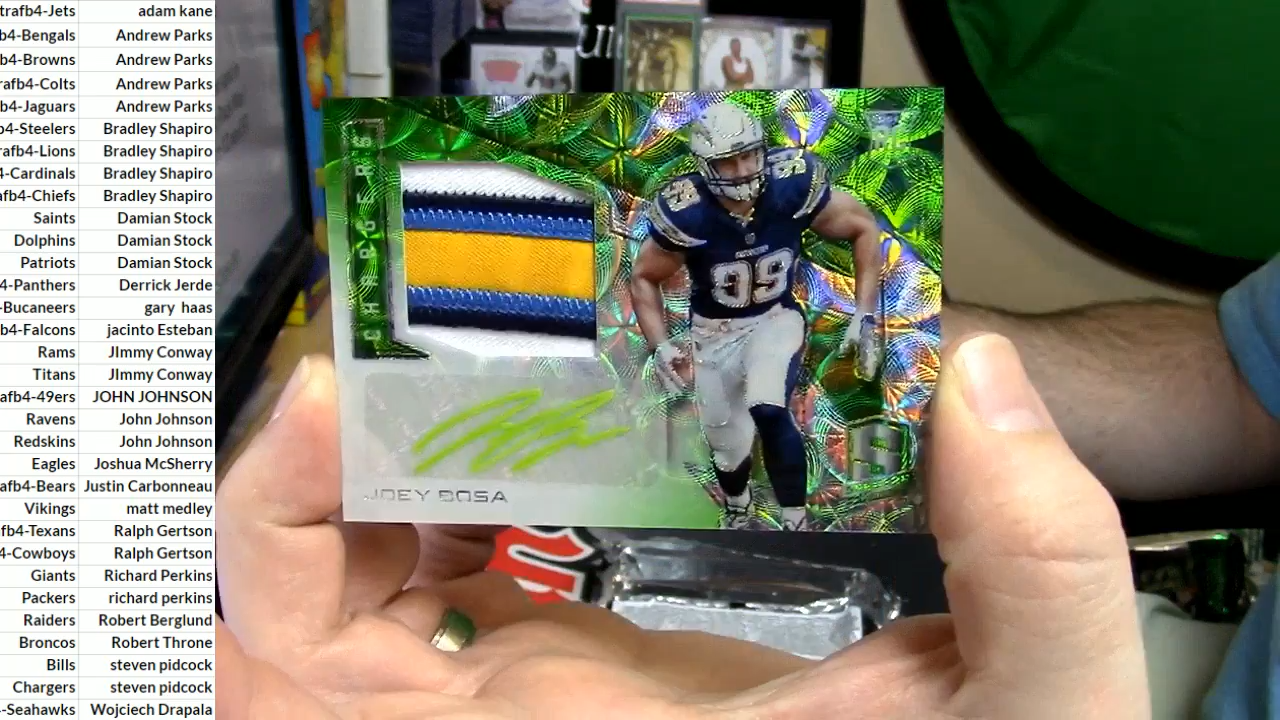 trafb4-Jets adam kane
fb4-Bengals Andrew Parks
b4-Browns Andrew Parks
rafb4-Colts Andrew Parks
b4-Jaguars Andrew Parks
b4-Steelers Bradley Shapiro
rafb4-Lions Bradley Shapiro
4-Cardinals Bradley Shapiro
afb4-Chiefs Bradley Shapiro
Saints Damian Stock
Dolphins Damian Stock
Patriots Damian Stock
4-Panthers Derrick Jerde
-Bucaneers gary haas
b4-Falcons jacinto Esteban
Rams JImmy Conway
Titans JImmy Conway
afb4-49ers JOHN JOHNSON
Ravens John Johnson
Redskins John Johnson
Eagles Joshua McSherry
afb4-Bears Justin Carbonneau
Vikings matt medley
fb4-Texans Ralph Gertson
4-Cowboys Ralph Gertson
Giants Richard Perkins
Packers richard perkins
Raiders Robert Berglund
Broncos Robert Throne
Bills steven pidcock
Chargers steven pidcock
4-Seahawks Wojciech Drapala
CHARGERS
99
99
JOEY BOSA